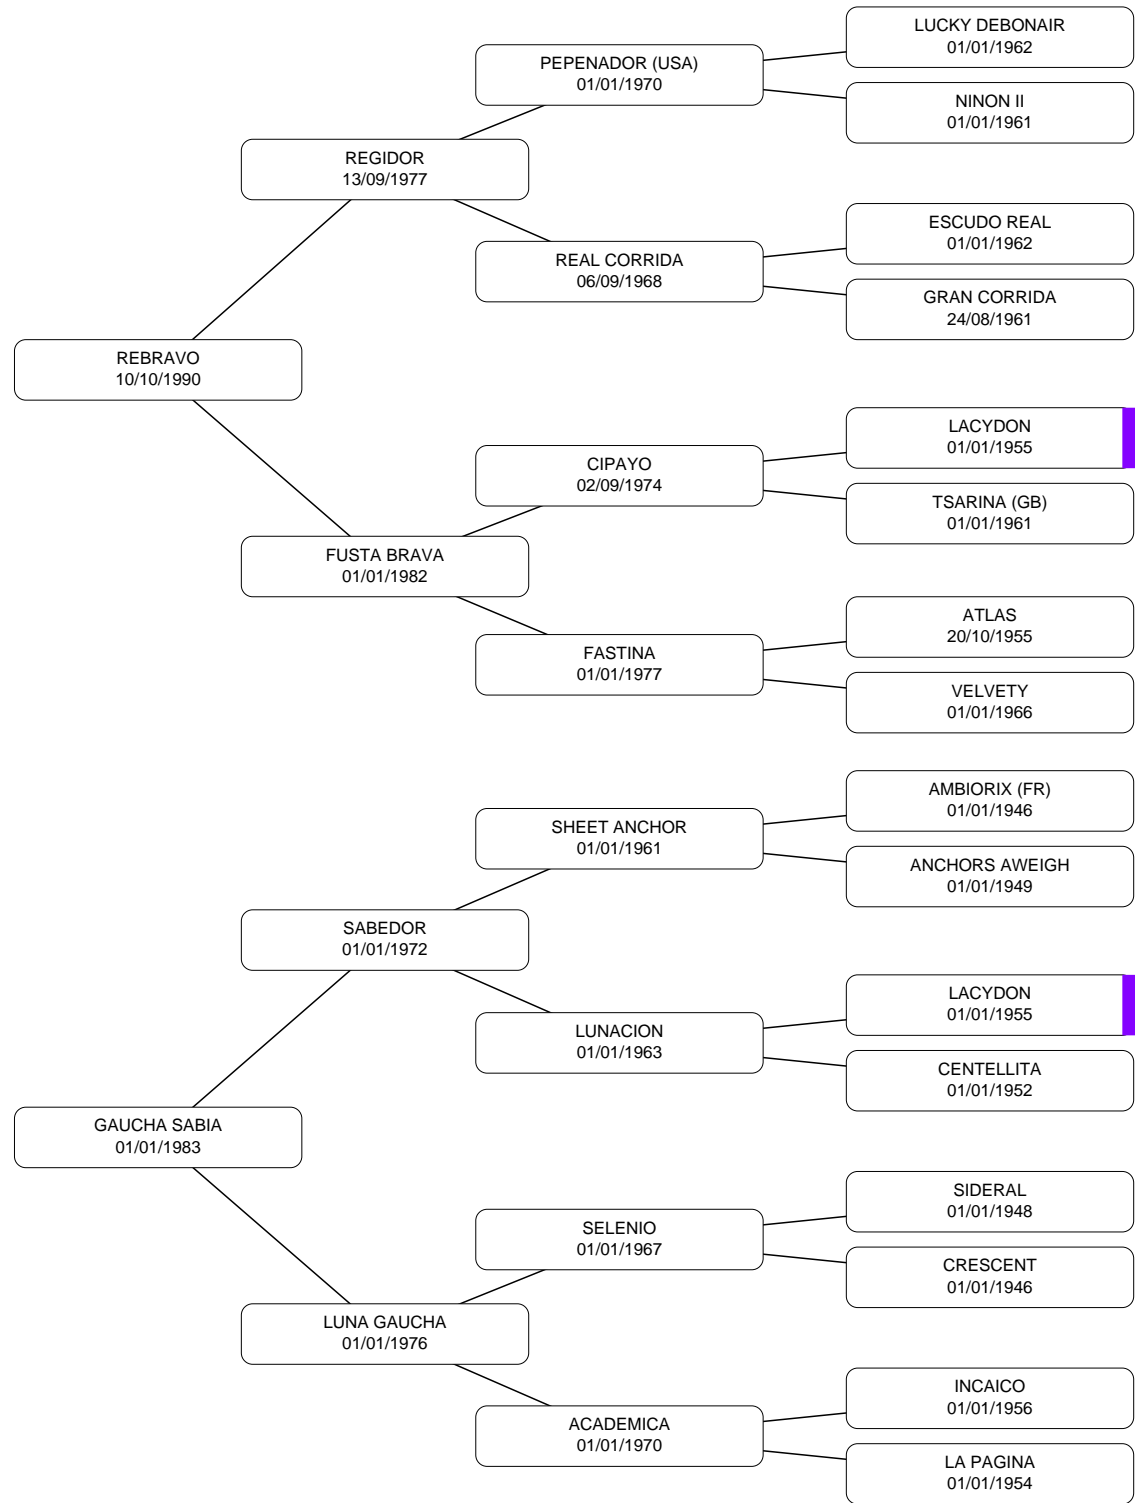 LUCKY DEBONAIR
01/01/1962
PEPENADOR (USA)
01/01/1970
NINON II
01/01/1961
REGIDOR
13/09/1977
ESCUDO REAL
01/01/1962
REAL CORRIDA
06/09/1968
GRAN CORRIDA
24/08/1961
REBRAVO
10/10/1990
LACYDON
01/01/1955
CIPAYO
02/09/1974
TSARINA (GB)
01/01/1961
FUSTA BRAVA
01/01/1982
ATLAS
20/10/1955
FASTINA
01/01/1977
VELVETY
01/01/1966
AMBIORIX (FR)
01/01/1946
SHEET ANCHOR
01/01/1961
ANCHORS AWEIGH
01/01/1949
SABEDOR
01/01/1972
LACYDON
01/01/1955
LUNACION
01/01/1963
CENTELLITA
01/01/1952
GAUCHA SABIA
01/01/1983
SIDERAL
01/01/1948
SELENIO
01/01/1967
CRESCENT
01/01/1946
LUNA GAUCHA
01/01/1976
INCAICO
01/01/1956
ACADEMICA
01/01/1970
LA PAGINA
01/01/1954